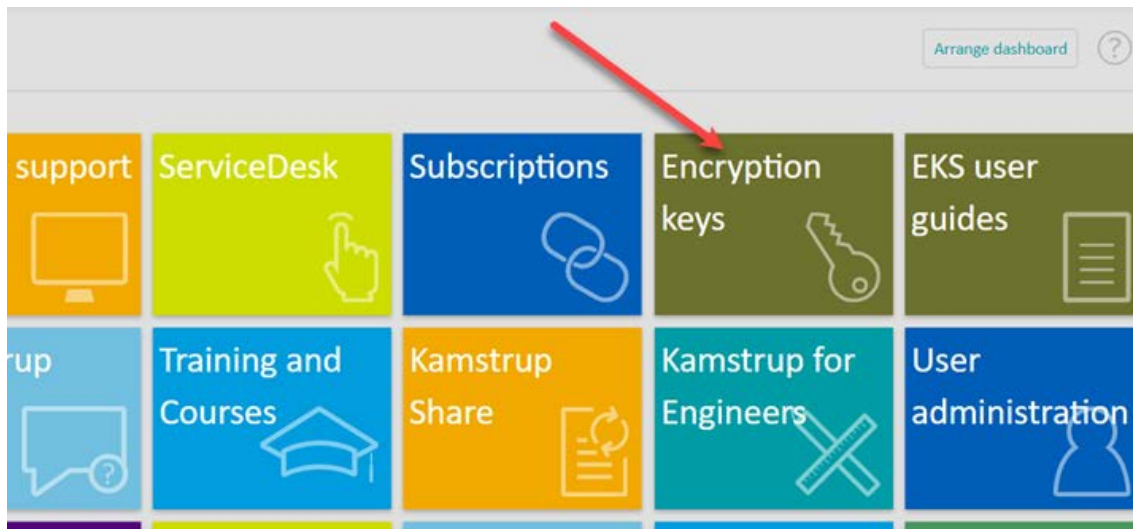 Arrange dashboard
?
support
ServiceDesk
Subscriptions
Encryption
keys
EKS user
guides
rup
?
Training and
Courses
Kamstrup
Share
Kamstrup for
Engineers
User
administration